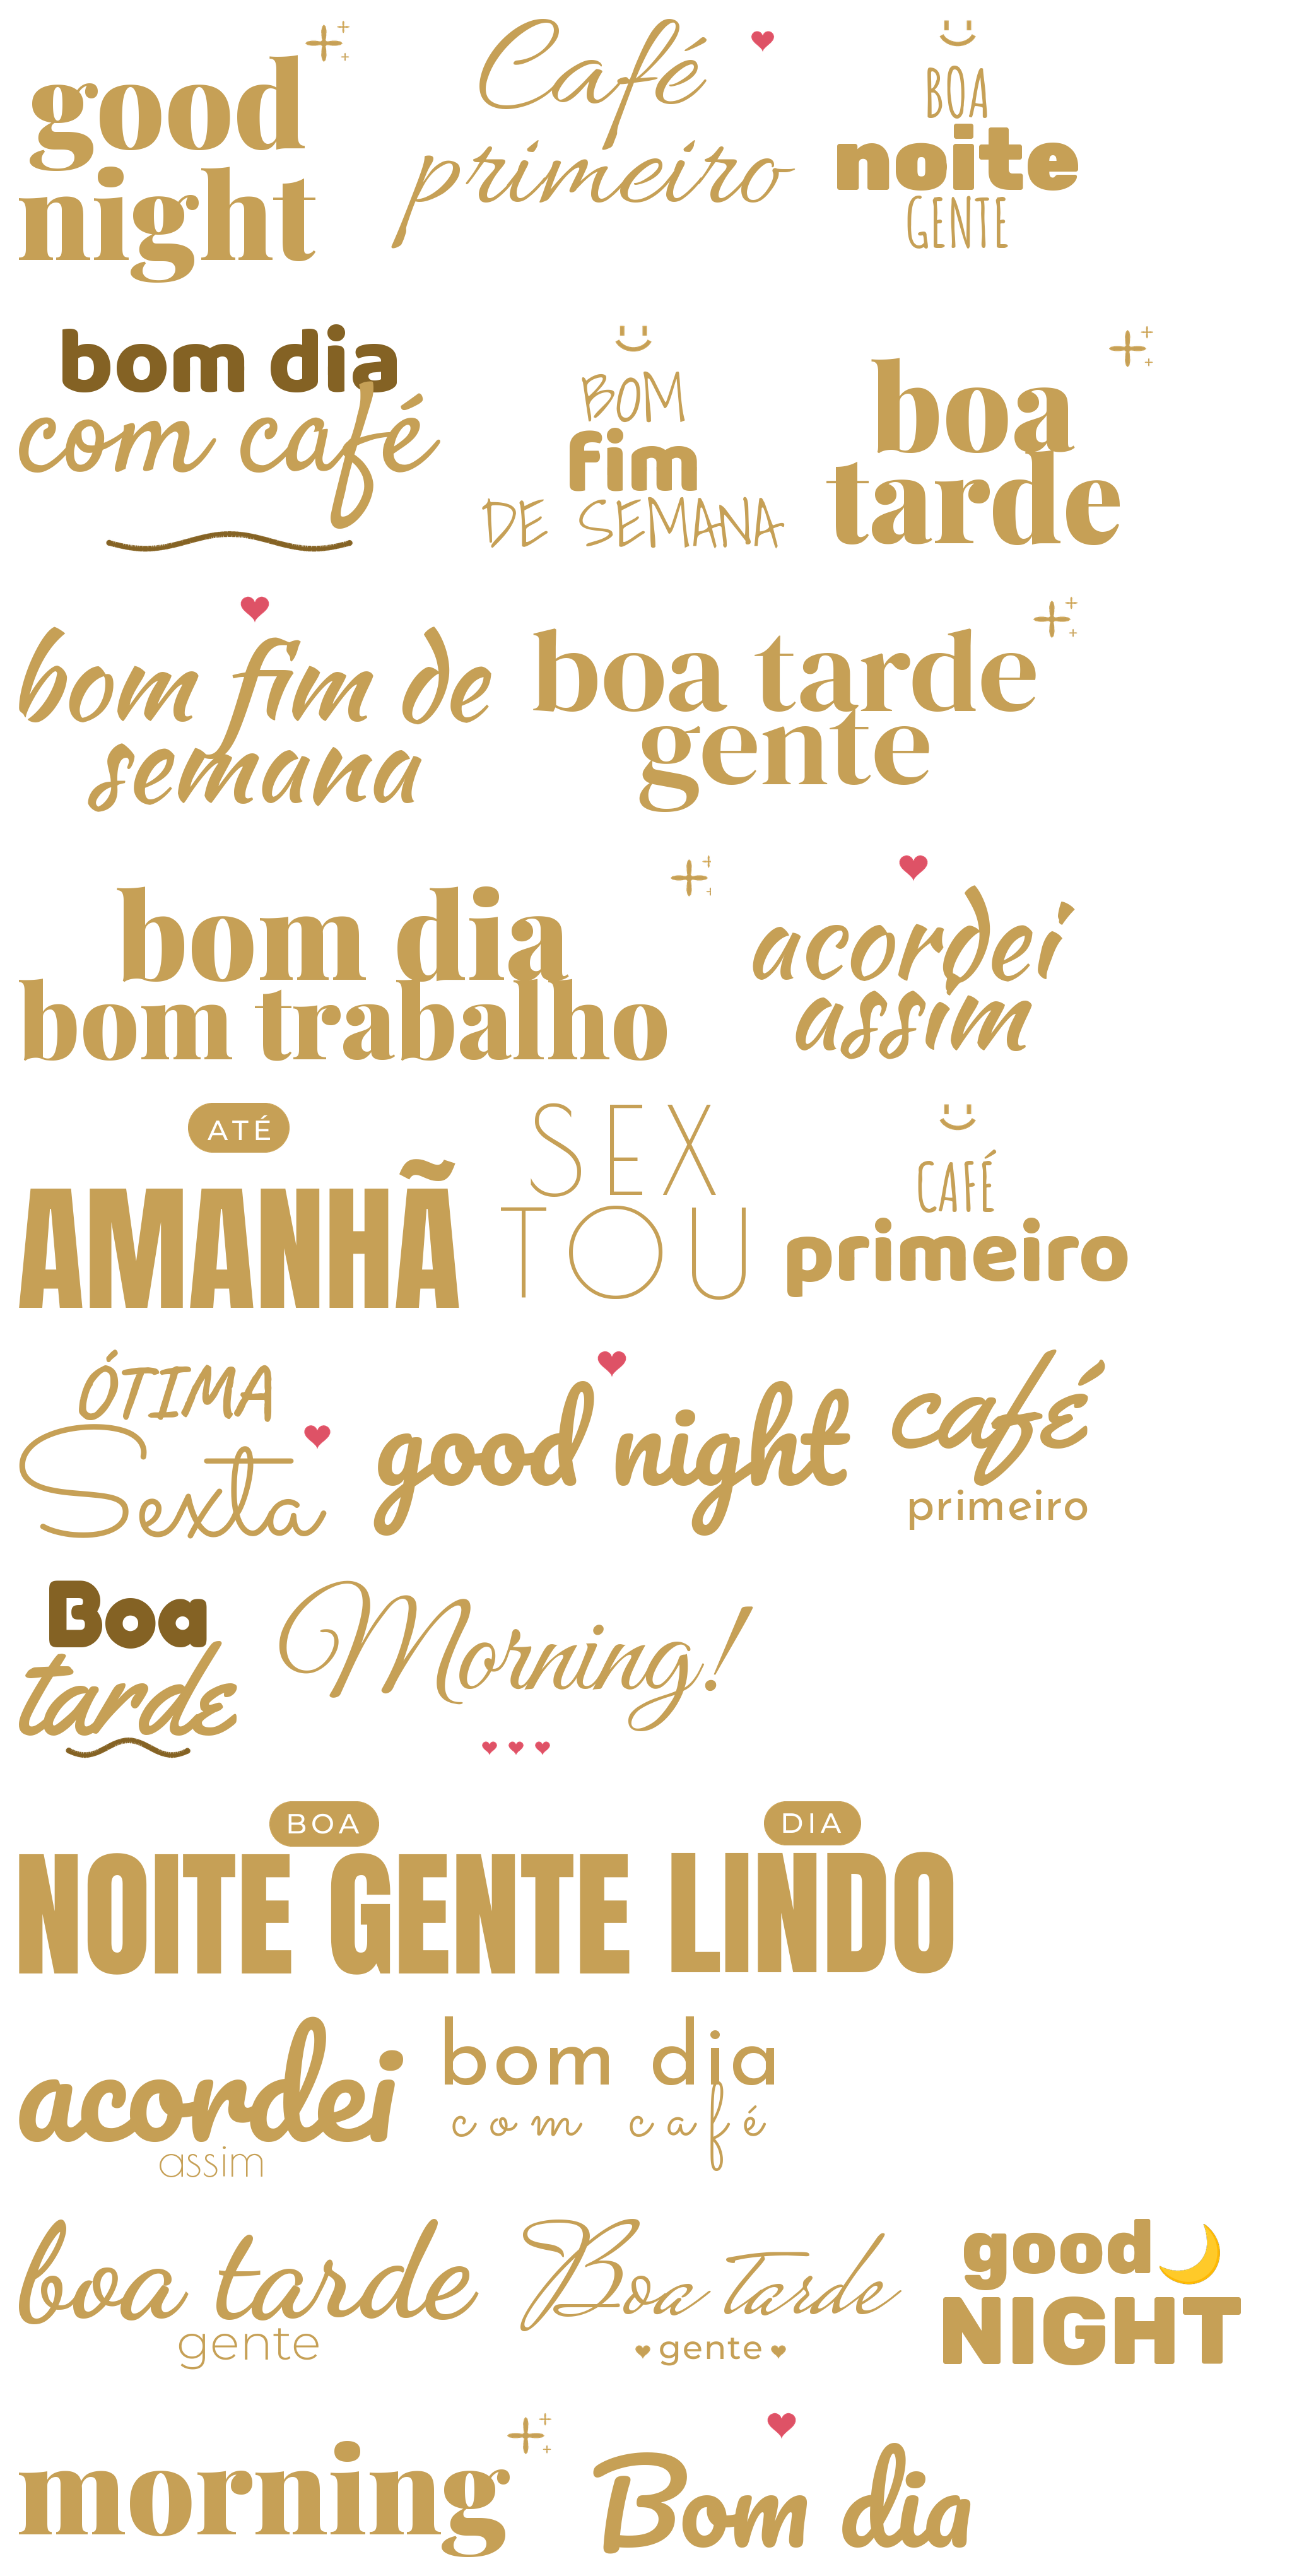 good
night
Café
primeiro
BOA
noite
GENTE
bom dia
com café
BOM
fim
DE SEMANA
boa
tarde
bom fim de
semana
boa tarde
gente
bom dia
bom trabalho
acordei
assim
ATÉ
AMANHÃ
SEX
TOU
CAFÉ
primeiro
ÓTIMA
Sexta
good night
café
primeiro
Boa
tarde
Morning!
BOA
NOITE GENTE
DIA
LINDO
acordei
assim
bom dia
com café
boa tarde
gente
Boa tarde
gente
good
NIGHT
morning
Bom dia